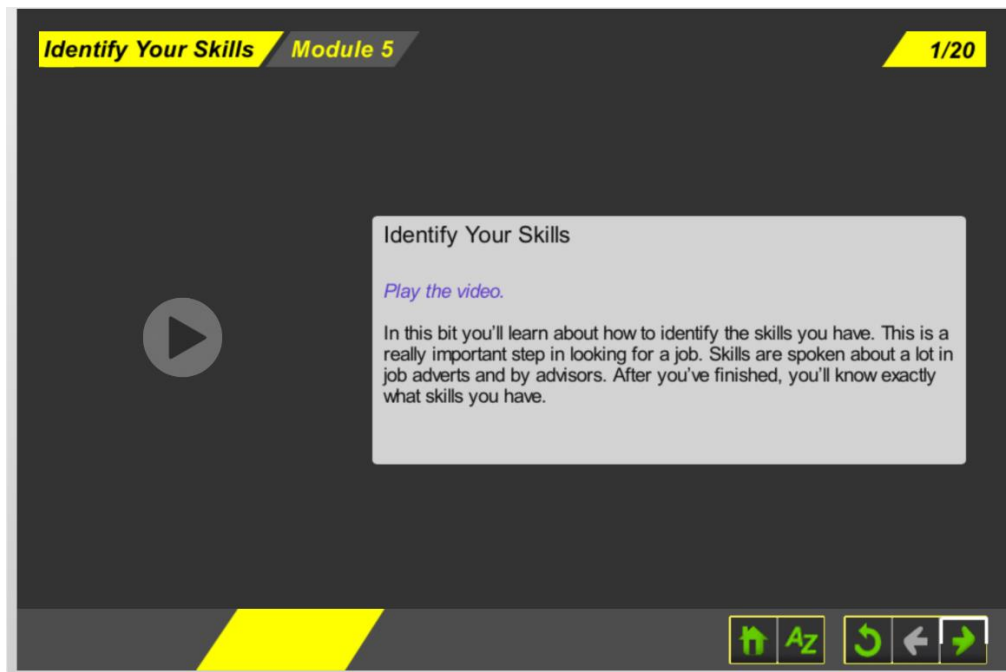 Identify Your Skills Module 5 1/20
Identify Your Skills
Play the video.
In this bit you'll learn about how to identify the skills you have. This is a
really important step in looking for a job. Skills are spoken about a lot in
job adverts and by advisors. After you've finished, you'll know exactly
what skills you have.
AZ